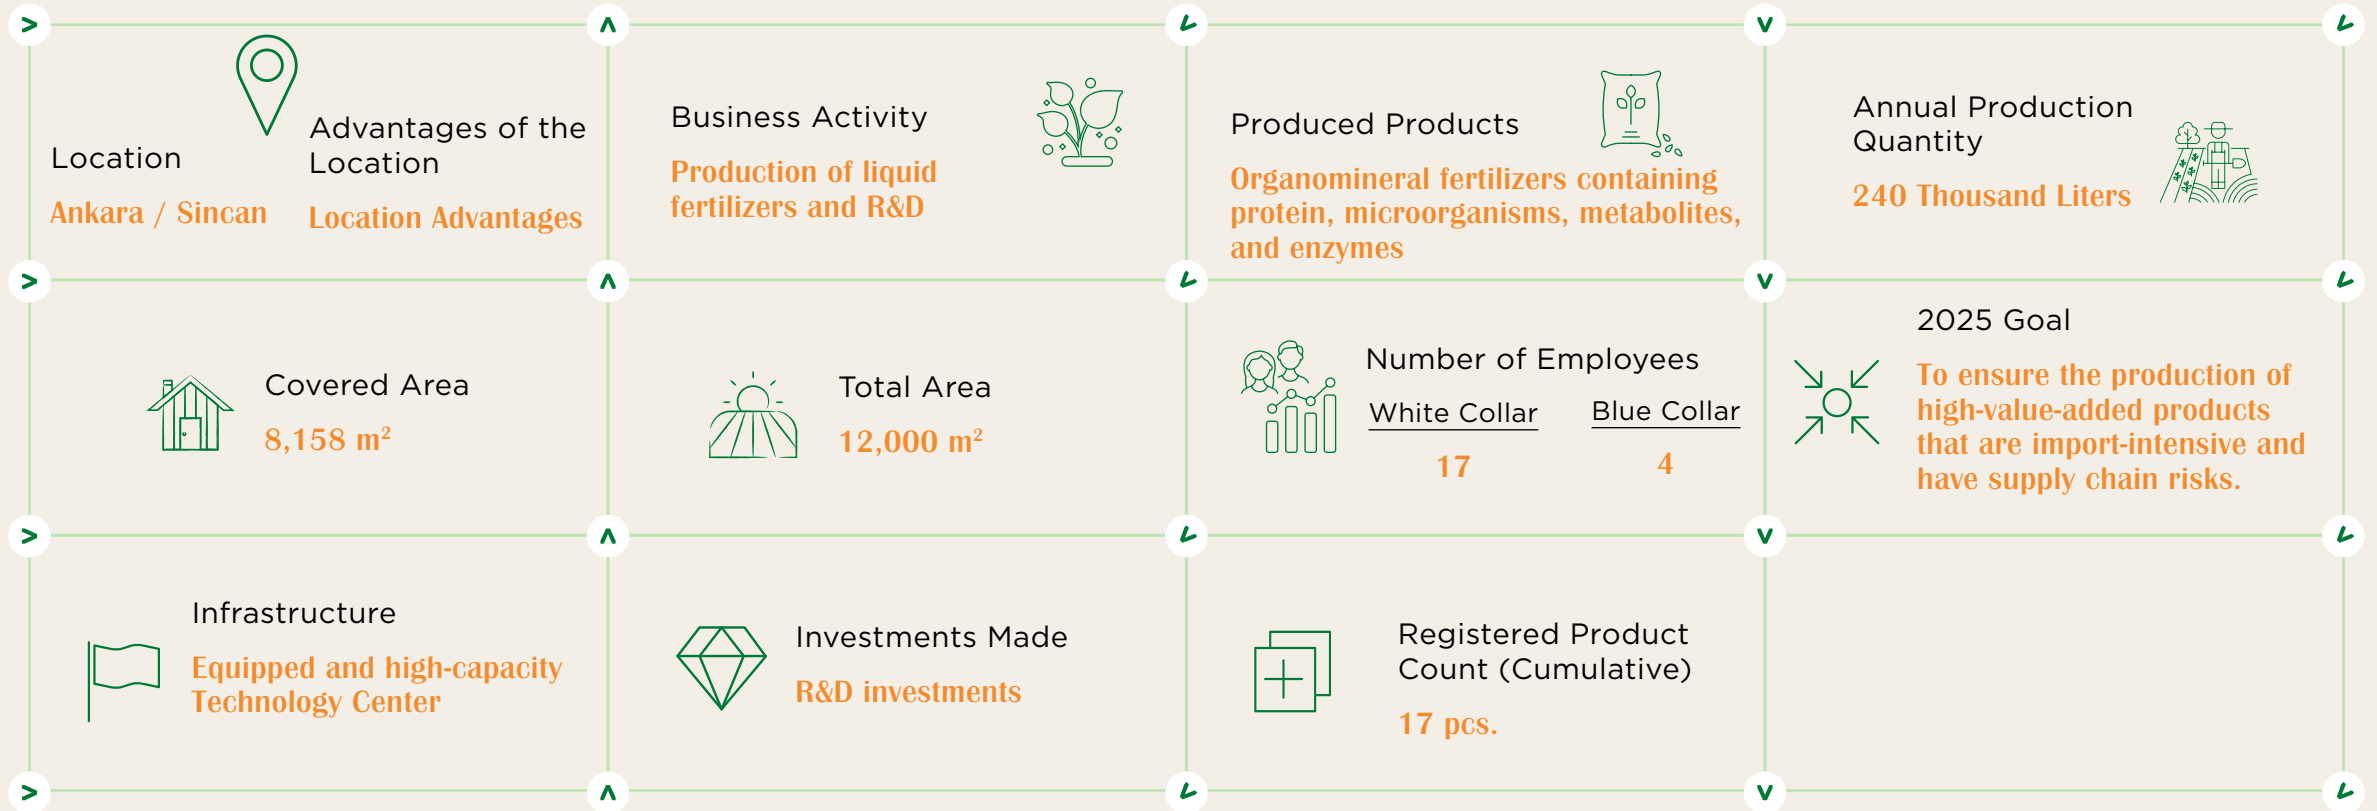 Location
Ankara / Sincan
Advantages of the
Location
Location Advantages
Business Activity
Production of liquid
fertilizers and R&D
Produced Products
Organomineral fertilizers containing
protein, microorganisms, metabolites,
and enzymes
Annual Production
Quantity
240 Thousand Liters
Covered Area
8,158 m²
Total Area
12,000 m²
Number of Employees
White Collar
17
Blue Collar
4
2025 Goal
To ensure the production of
high-value-added products
that are import-intensive and
have supply chain risks.
Infrastructure
Equipped and high-capacity
Technology Center
Investments Made
R&D investments
Registered Product
Count (Cumulative)
17 pcs.